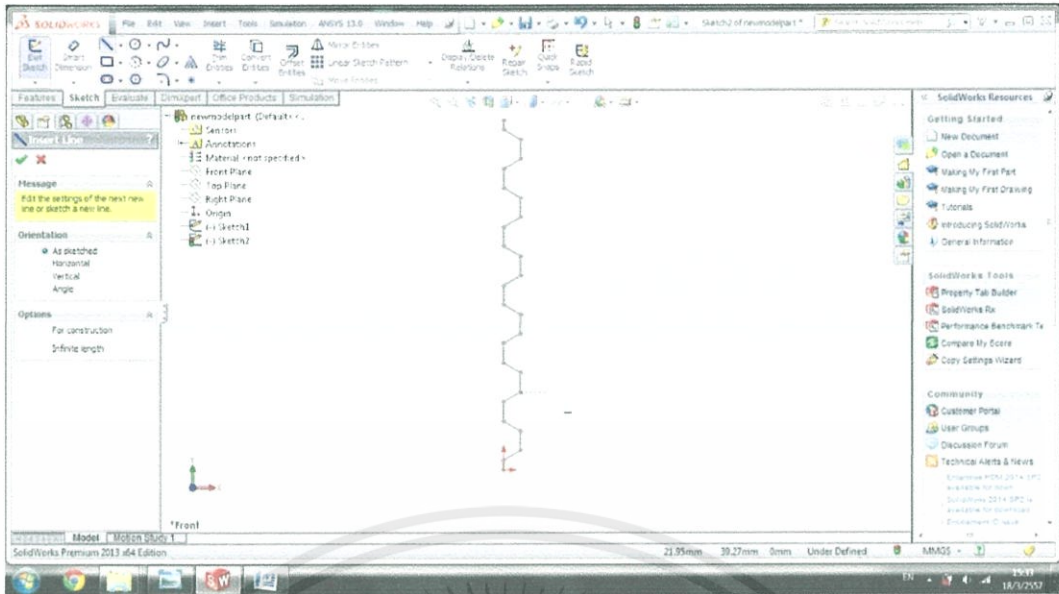 SOLIDWORKS File Edit View Insert Tools Simulation ANSYS 13.0 Window Help Sketch2 of newmodelpart *
Exit Sketch
Smart Dimension
Trim Entities
Convert Entities
Offset Entities
Mirror Entities
Linear Sketch Pattern
Move Entities
Display/Delete Relations
Repair Sketch
Quick Snaps
Rapid Sketch
Features Sketch Evaluate DimXpert Office Products Simulation
Insert Line ?
Message
Edit the settings of the next new line or sketch a new line.
Orientation
As sketched
Horizontal
Vertical
Angle
Options
For construction
Infinite length
newmodelpart (Default<<
Sensors
Annotations
Material <not specified>
Front Plane
Top Plane
Right Plane
Origin
(-) Sketch1
(-) Sketch2
*Front
SolidWorks Resources
Getting Started
New Document
Open a Document
Making My First Part
Making My First Drawing
Tutorials
Introducing SolidWorks
General Information
SolidWorks Tools
Property Tab Builder
SolidWorks Rx
Performance Benchmark Te
Compare My Score
Copy Settings Wizard
Community
Customer Portal
User Groups
Discussion Forum
Technical Alerts & News
Model Motion Study 1
SolidWorks Premium 2013 x64 Edition
21.95mm 39.27mm 0mm Under Defined MMGS
EN
15:33
18/3/2557